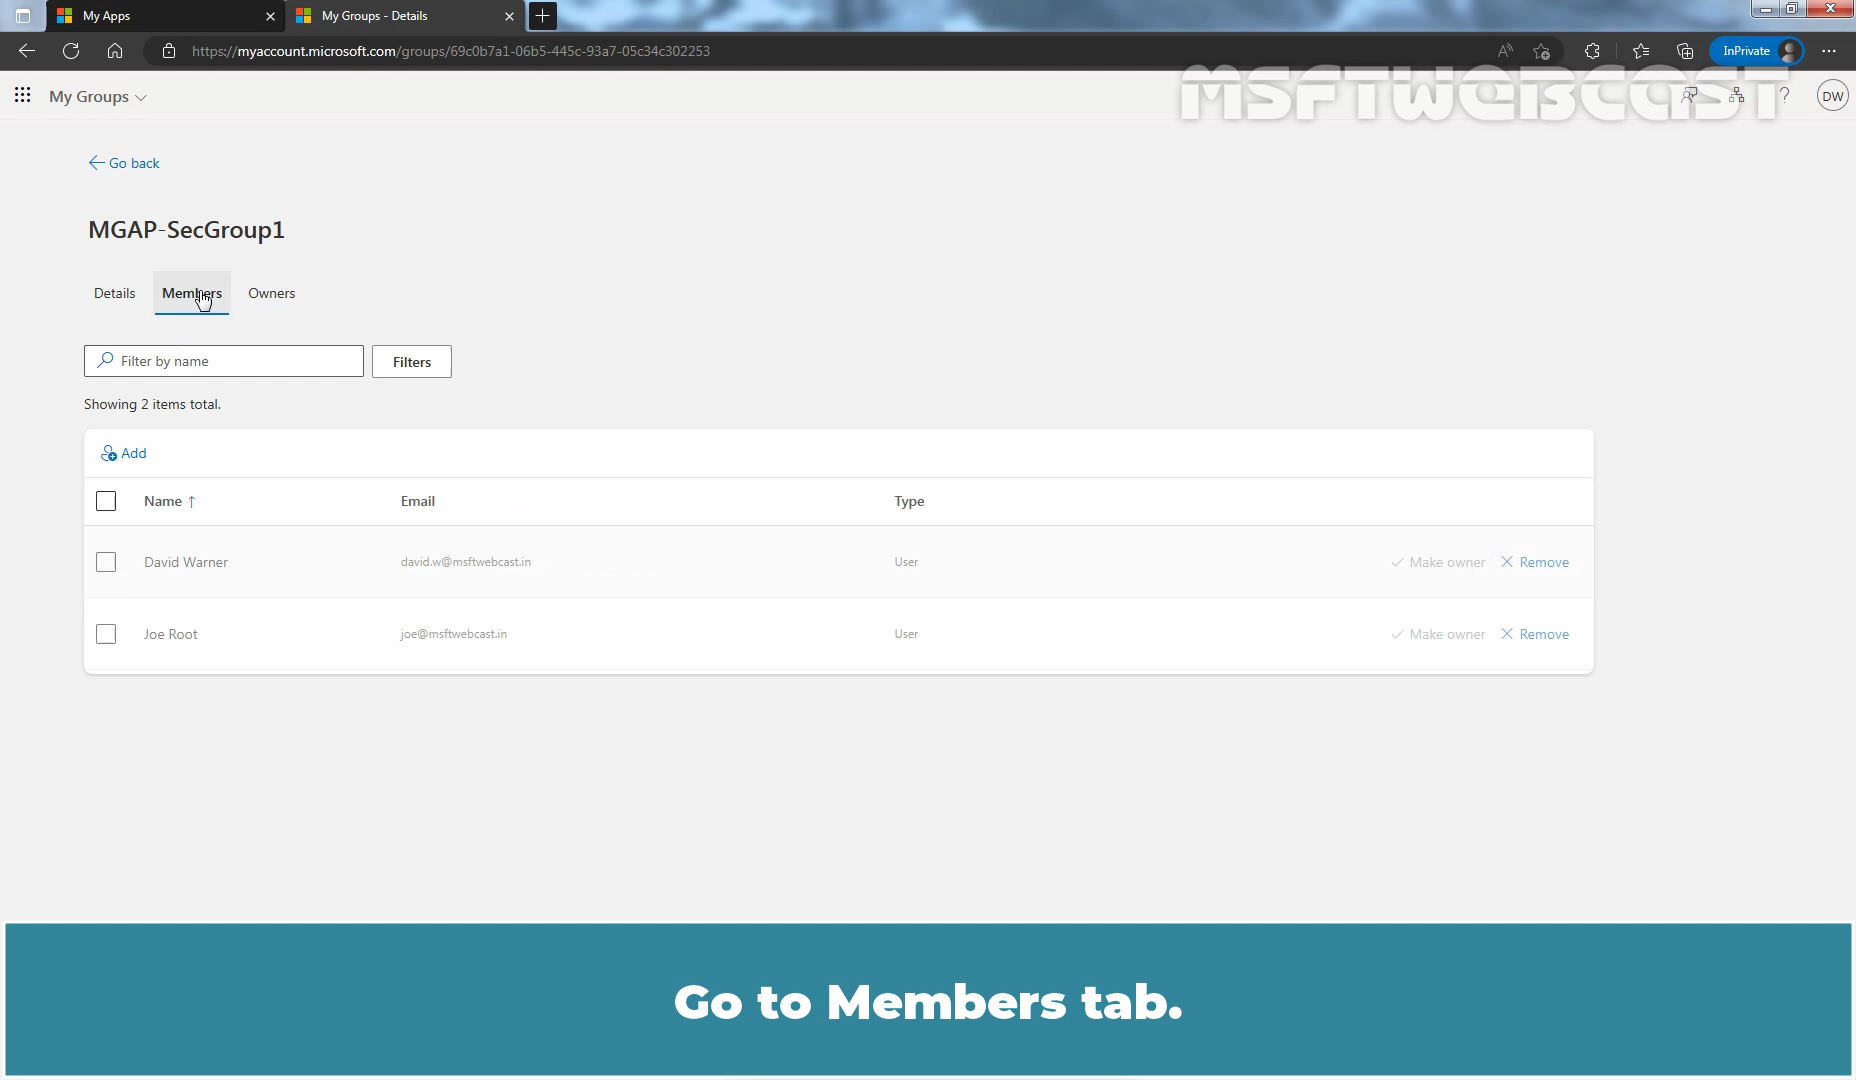 My Apps
My Groups - Details
https://myaccount.microsoft.com/groups/69c0b7a1-06b5-445c-93a7-05c34c302253
InPrivate
My Groups
MSFTWEBCAST
DW
Go back
MGAP-SecGroup1
Details Members Owners
Filter by name
Filters
Showing 2 items total.
Add
Name ↑ Email Type
David Warner david.w@msftwebcast.in User Make owner Remove
Joe Root joe@msftwebcast.in User Make owner Remove
Go to Members tab.